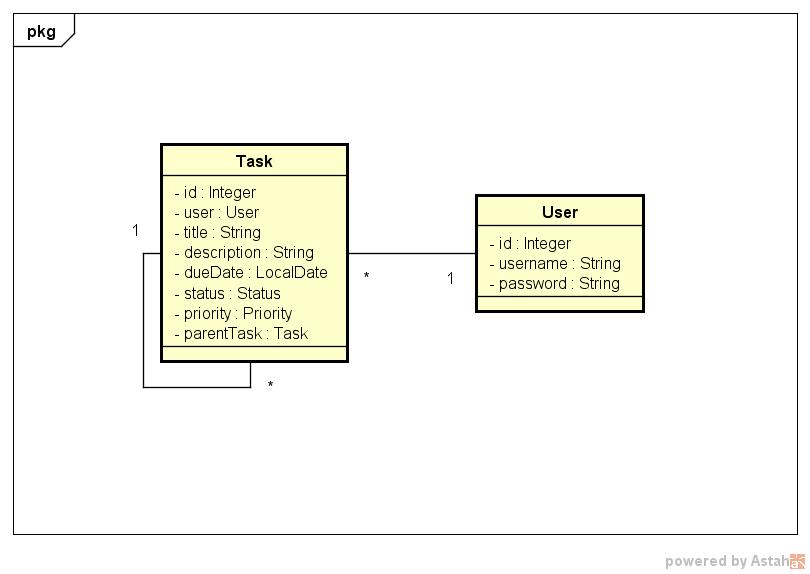 pkg
Task
- id : Integer
- user : User
- title : String
- description : String
- dueDate : LocalDate
- status : Status
- priority : Priority
- parentTask : Task
1
*
*
1
User
- id : Integer
- username : String
- password : String
powered by Astah